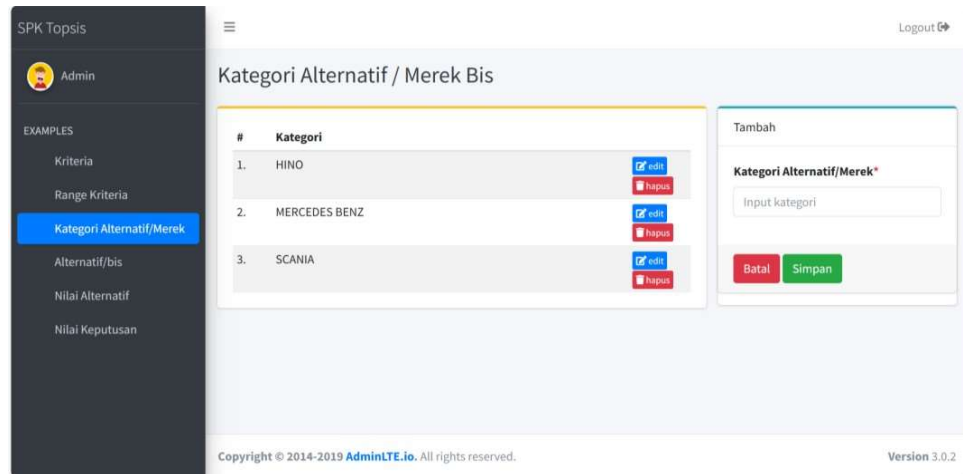 SPK Topsis
Logout
Admin
Kategori Alternatif / Merek Bis
EXAMPLES
Kriteria
Range Kriteria
Kategori Alternatif/Merek
Alternatif/bis
Nilai Alternatif
Nilai Keputusan
# Kategori
1. HINO edit
hapus
2. MERCEDES BENZ edit
hapus
3. SCANIA edit
hapus
Tambah
Kategori Alternatif/Merek*
Input kategori
Batal Simpan
Copyright © 2014-2019 AdminLTE.io. All rights reserved.
Version 3.0.2